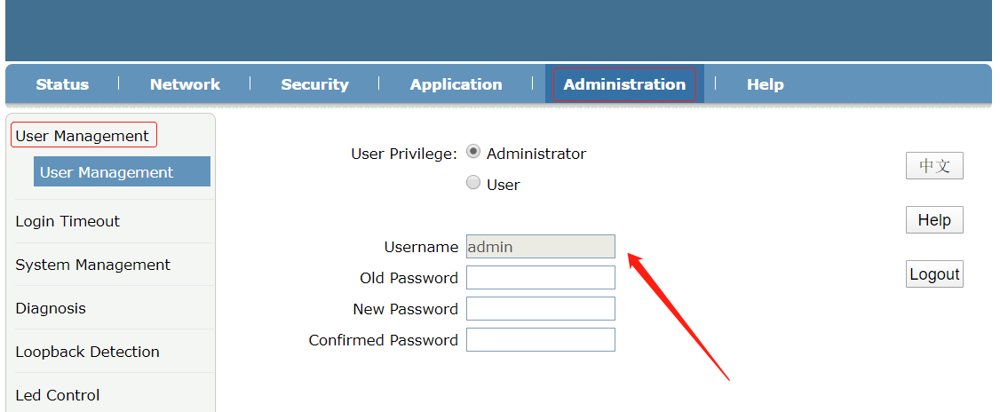 Status Network Security Application Administration Help
User Management
User Management
Login Timeout
System Management
Diagnosis
Loopback Detection
Led Control
User Privilege: Administrator
User
Username admin
Old Password
New Password
Confirmed Password
中文
Help
Logout